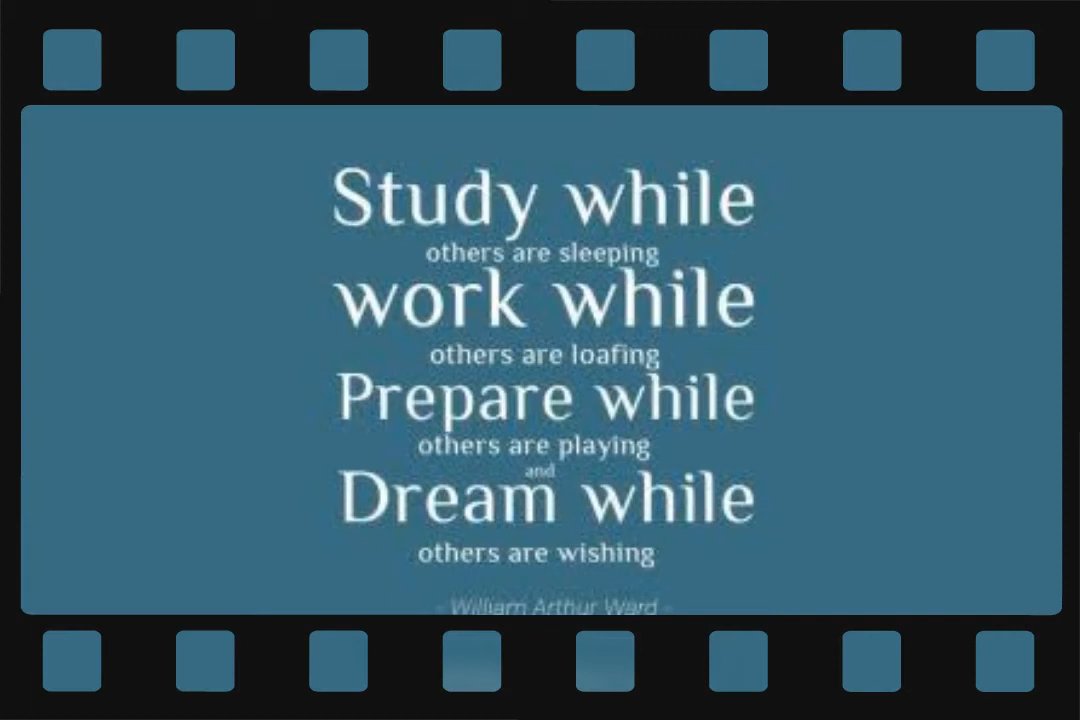 Study while
others are sleeping
work while
others are loafing
Prepare while
others are playing
and
Dream while
others are wishing
- William Arthur Ward -